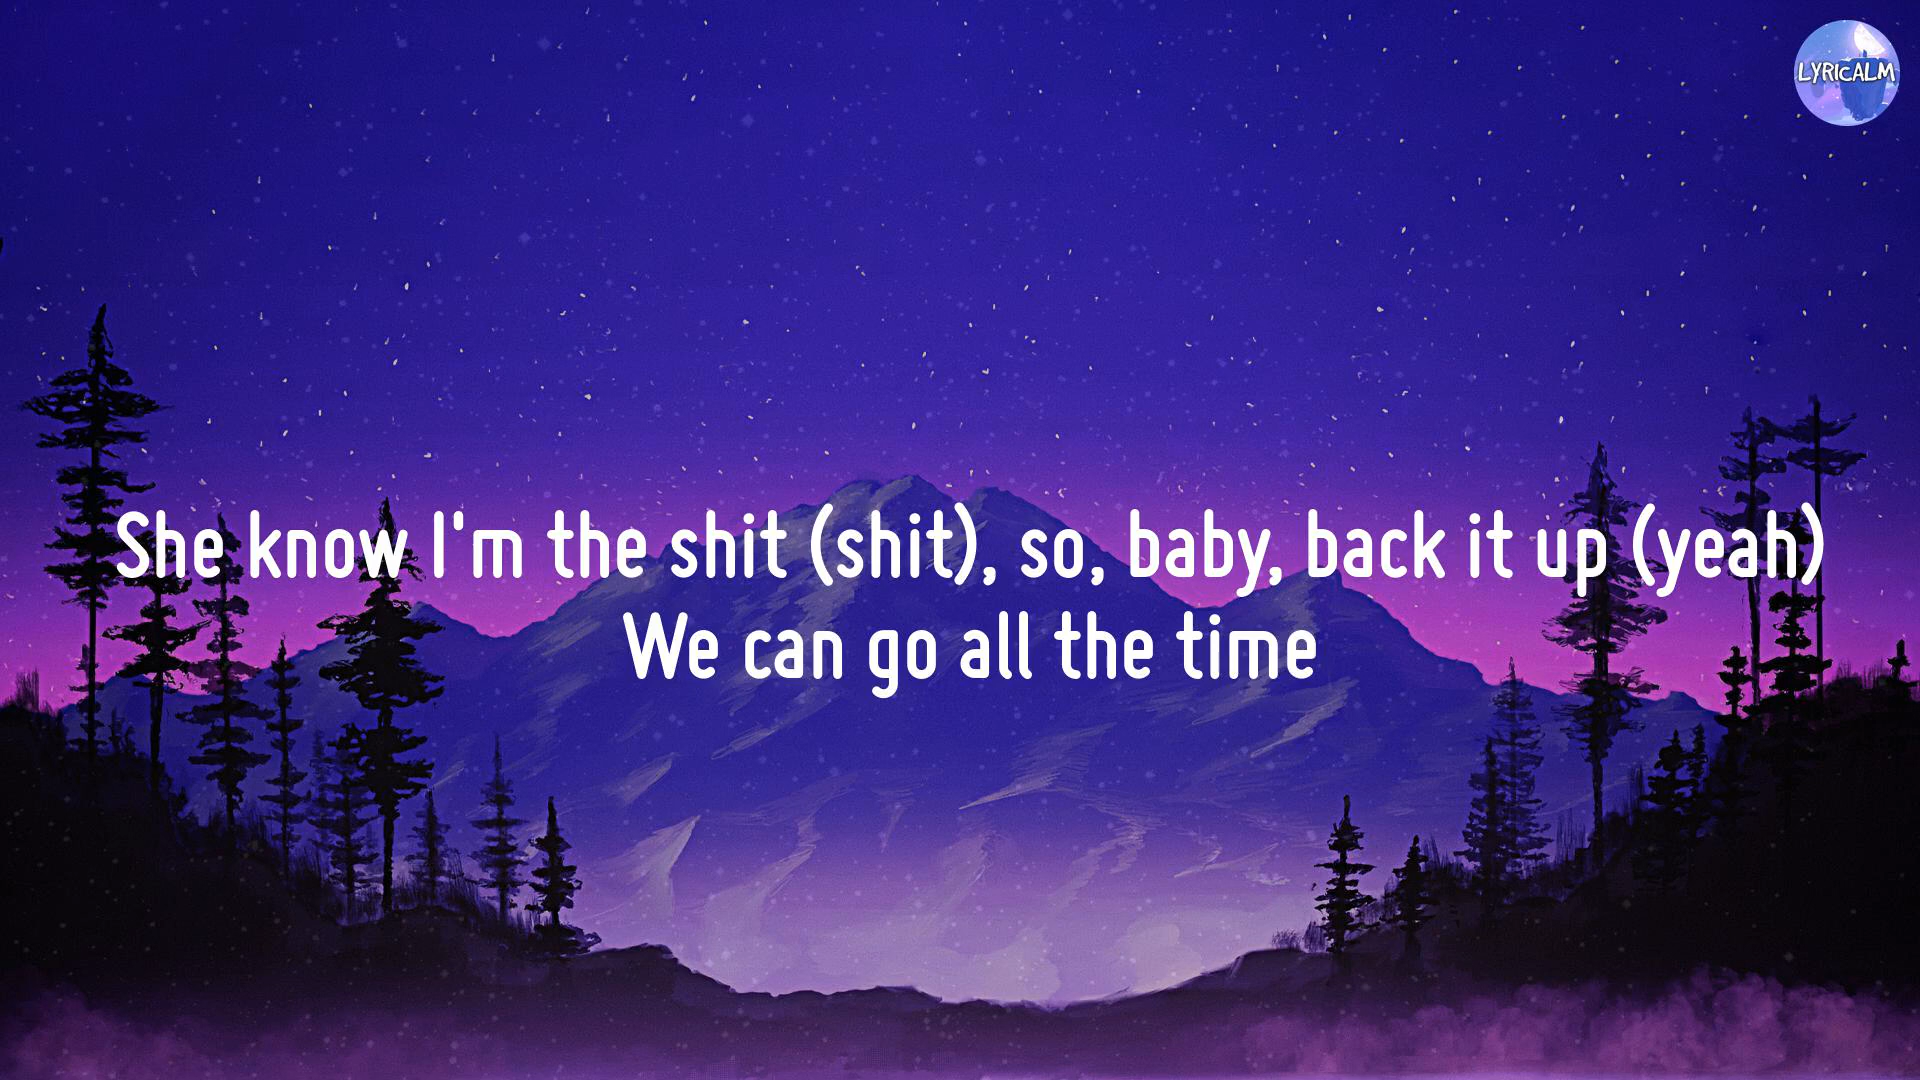 LYRICALM
She know I'm the shit (shit), so, baby, back it up (yeah)
We can go all the time